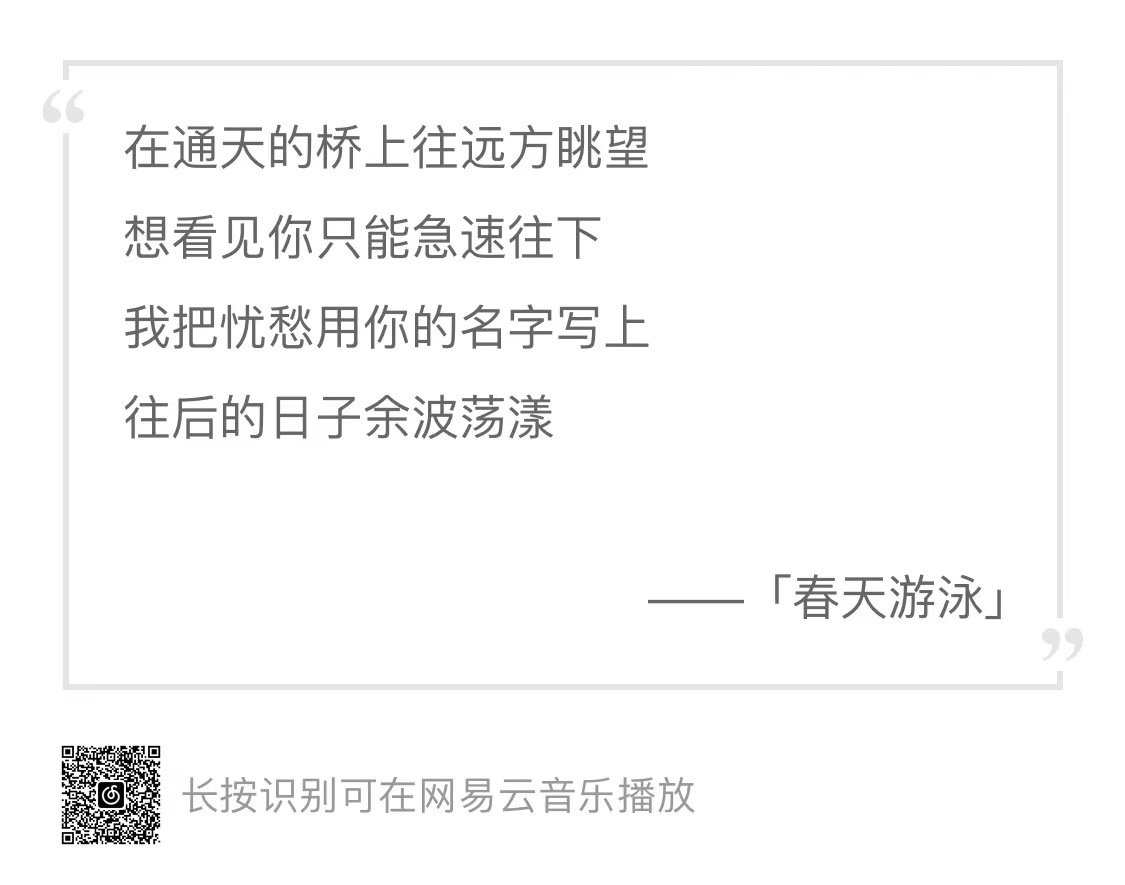 “
在通天的桥上往远方眺望
想看见你只能急速往下
我把忧愁用你的名字写上
往后的日子余波荡漾
——「春天游泳」
”
长按识别可在网易云音乐播放